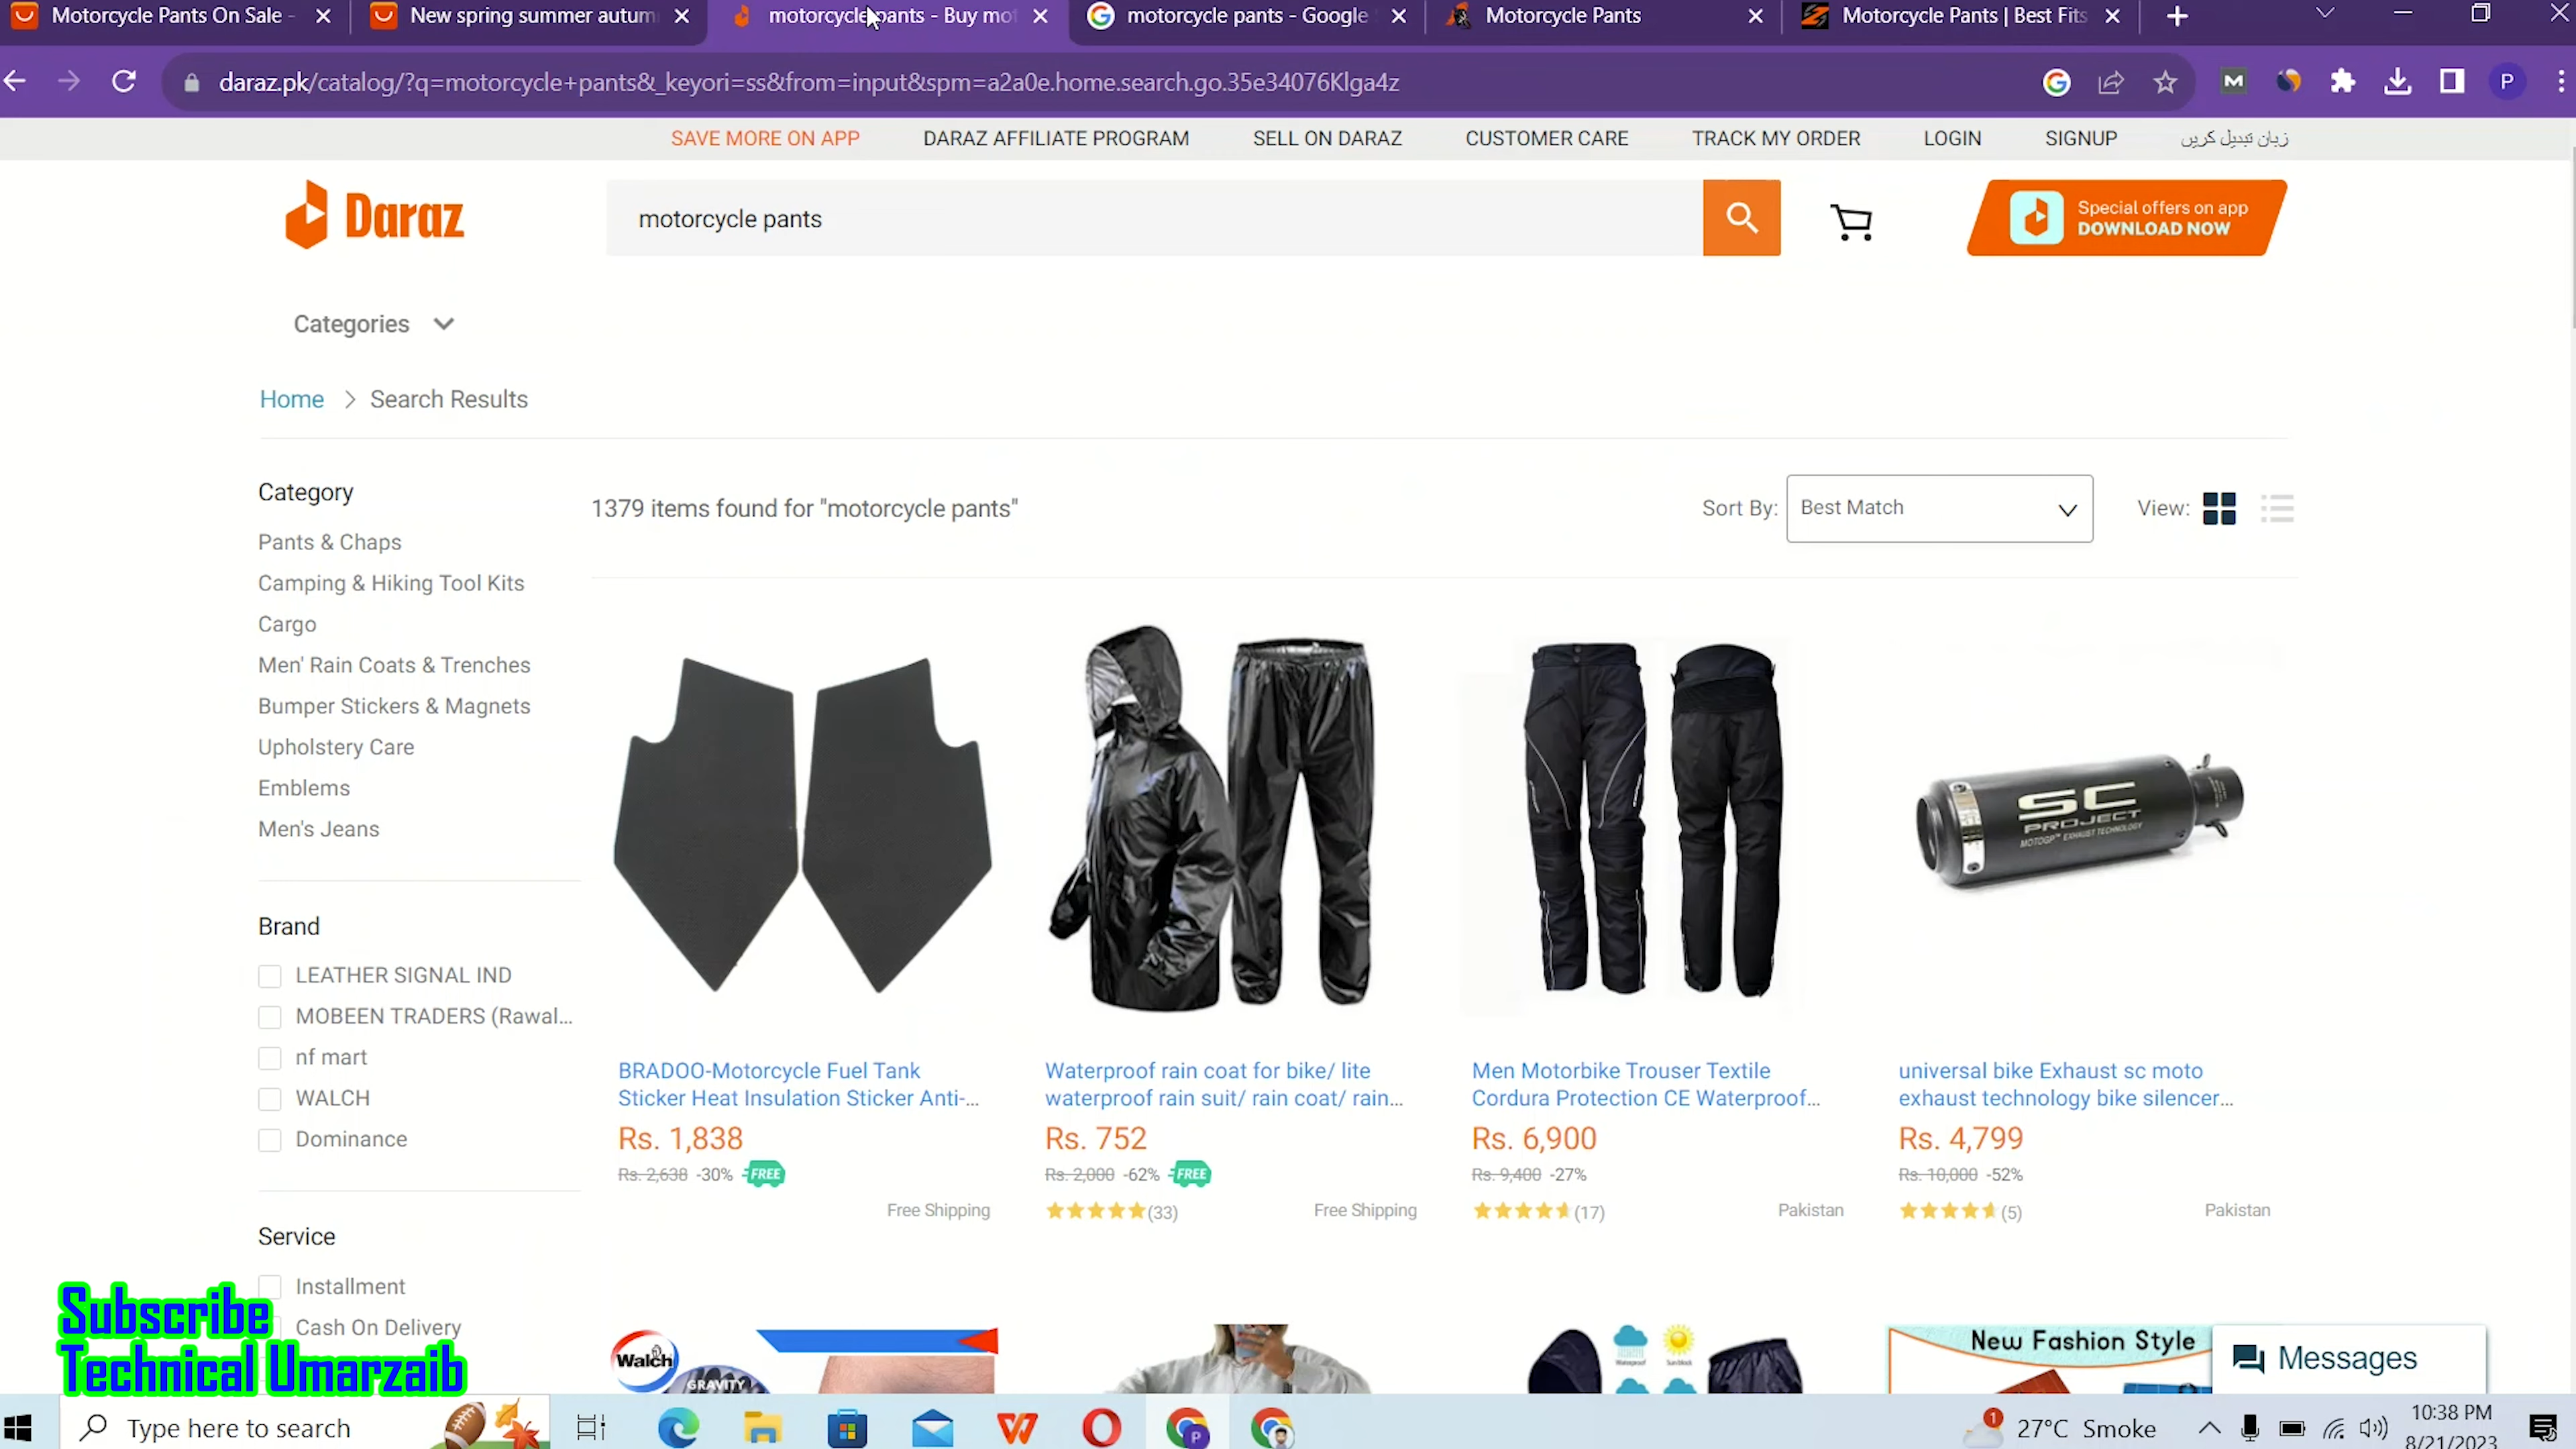 Motorcycle Pants On Sale -
New spring summer autum
motorcycle pants - Buy mot
motorcycle pants - Google S
Motorcycle Pants
Motorcycle Pants | Best Fits
daraz.pk/catalog/?q=motorcycle+pants&_keyori=ss&from=input&spm=a2a0e.home.search.go.35e34076Klga4z
M
P
SAVE MORE ON APP
DARAZ AFFILIATE PROGRAM
SELL ON DARAZ
CUSTOMER CARE
TRACK MY ORDER
LOGIN
SIGNUP
زبان تبدیل کریں
Daraz
motorcycle pants
Special offers on app
DOWNLOAD NOW
Categories
Home > Search Results
Category
Pants & Chaps
Camping & Hiking Tool Kits
Cargo
Men' Rain Coats & Trenches
Bumper Stickers & Magnets
Upholstery Care
Emblems
Men's Jeans
Brand
LEATHER SIGNAL IND
MOBEEN TRADERS (Rawal...
nf mart
WALCH
Dominance
Service
Installment
Cash On Delivery
1379 items found for "motorcycle pants"
Sort By:
Best Match
View:
SC
PROJECT
MOTOGP™ EXHAUST TECHNOLOGY
BRADOO-Motorcycle Fuel Tank
Sticker Heat Insulation Sticker Anti-...
Rs. 1,838
Rs. 2,638 -30% FREE
Free Shipping
Waterproof rain coat for bike/ lite
waterproof rain suit/ rain coat/ rain...
Rs. 752
Rs. 2,000 -62% FREE
(33)
Free Shipping
Men Motorbike Trouser Textile
Cordura Protection CE Waterproof...
Rs. 6,900
Rs. 9,400 -27%
(17)
Pakistan
universal bike Exhaust sc moto
exhaust technology bike silencer...
Rs. 4,799
Rs. 10,000 -52%
(5)
Pakistan
Walch
GRAVITY
Waterproof
Sun block
New Fashion Style
Messages
Subscribe
Technical Umarzaib
Type here to search
P
1
27°C Smoke
10:38 PM
8/21/2023